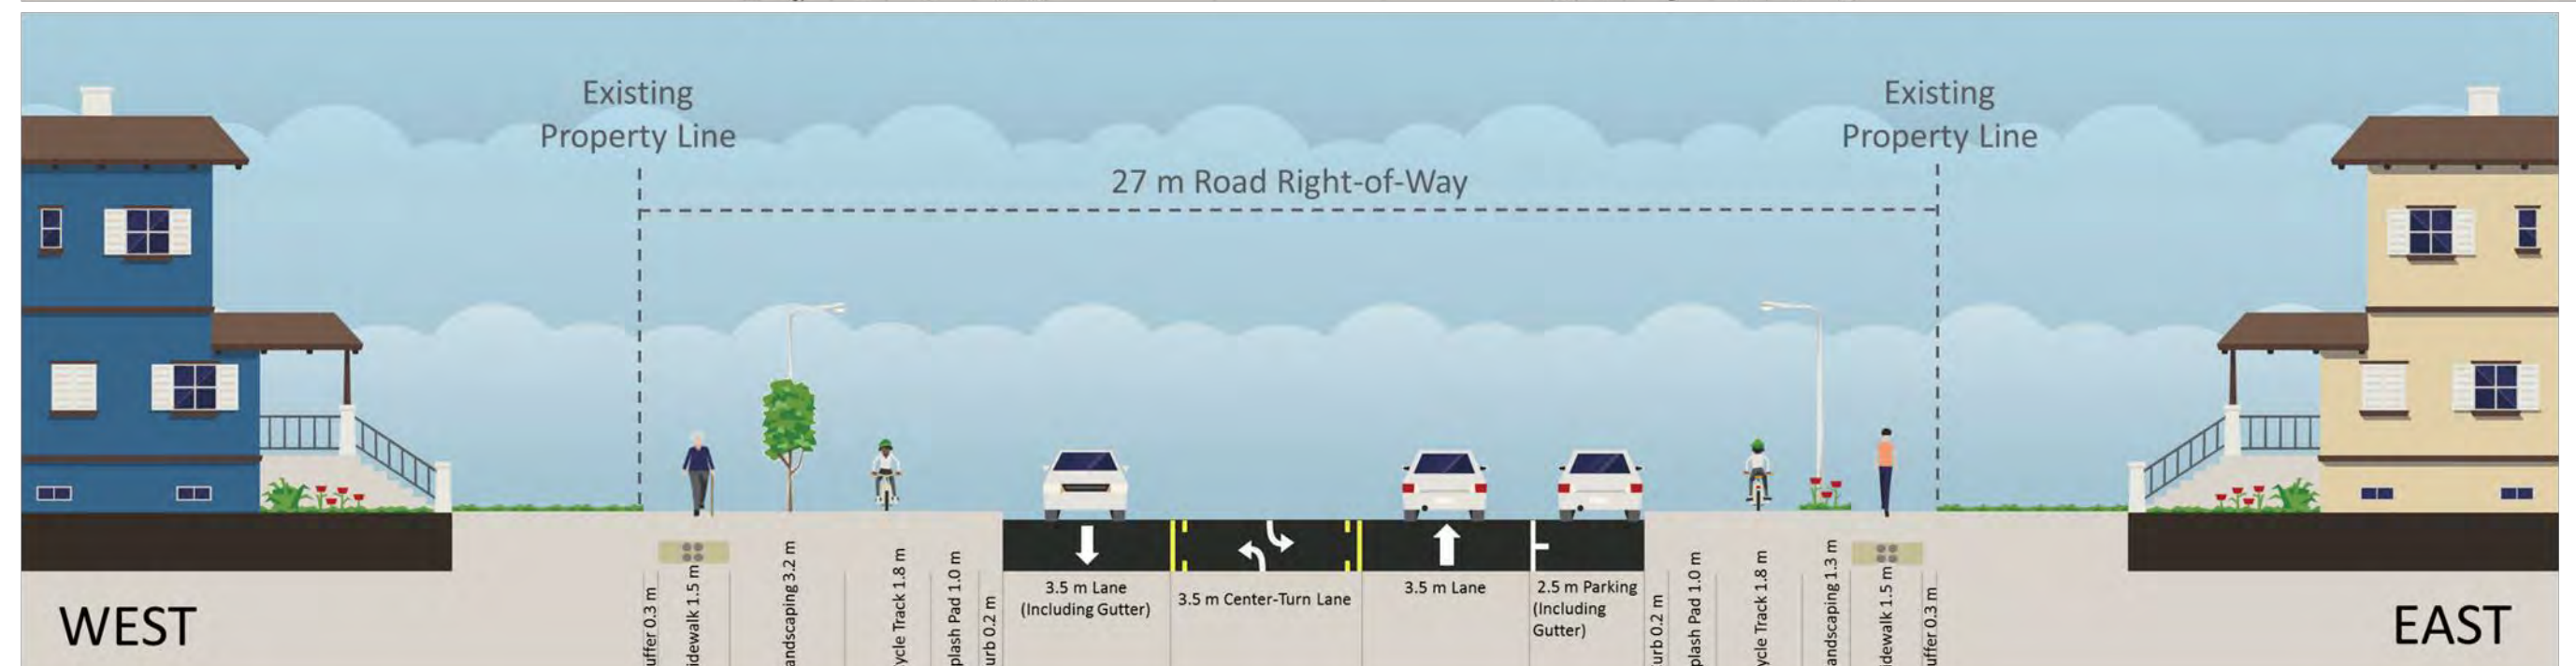 Existing
Property Line
Existing
Property Line
27 m Road Right-of-Way
WEST
uffer 0.3 m
idewalk 1.5 m
andscaping 3.2 m
ycle Track 1.8 m
plash Pad 1.0 m
urb 0.2 m
3.5 m Lane
(Including Gutter)
3.5 m Center-Turn Lane
3.5 m Lane
2.5 m Parking
(Including
Gutter)
urb 0.2 m
plash Pad 1.0 m
ycle Track 1.8 m
andscaping 1.3 m
idewalk 1.5 m
uffer 0.3 m
EAST